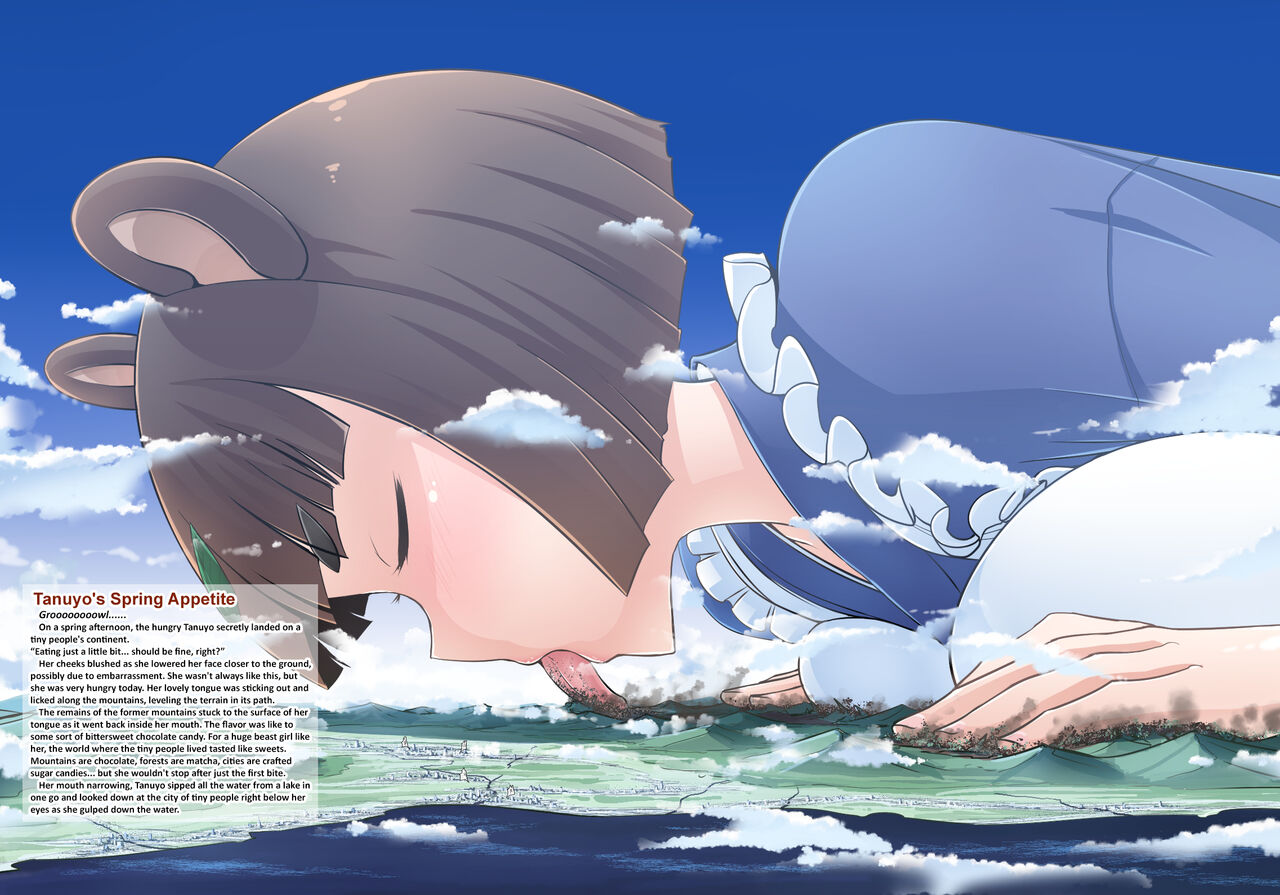 Tanuyo's Spring Appetite
Grooooooowl......
On a spring afternoon, the hungry Tanuyo secretly landed on a
tiny people's continent.
“Eating just a little bit... should be fine, right?”
Her cheeks blushed as she lowered her face closer to the ground,
possibly due to embarrassment. She wasn't always like this, but
she was very hungry today. Her lovely tongue was sticking out and
licked along the mountains, leveling the terrain in its path.
The remains of the former mountains stuck to the surface of her
tongue as it went back inside her mouth. The flavor was like to
some sort of bittersweet chocolate candy. For a huge beast girl like
her, the world where the tiny people lived tasted like sweets.
Mountains are chocolate, forests are matcha, cities are crafted
sugar candies... but she wouldn't stop after just the first bite.
Her mouth narrowing, Tanuyo sipped all the water from a lake in
one go and looked down at the city of tiny people right below her
eyes as she gulped down the water.